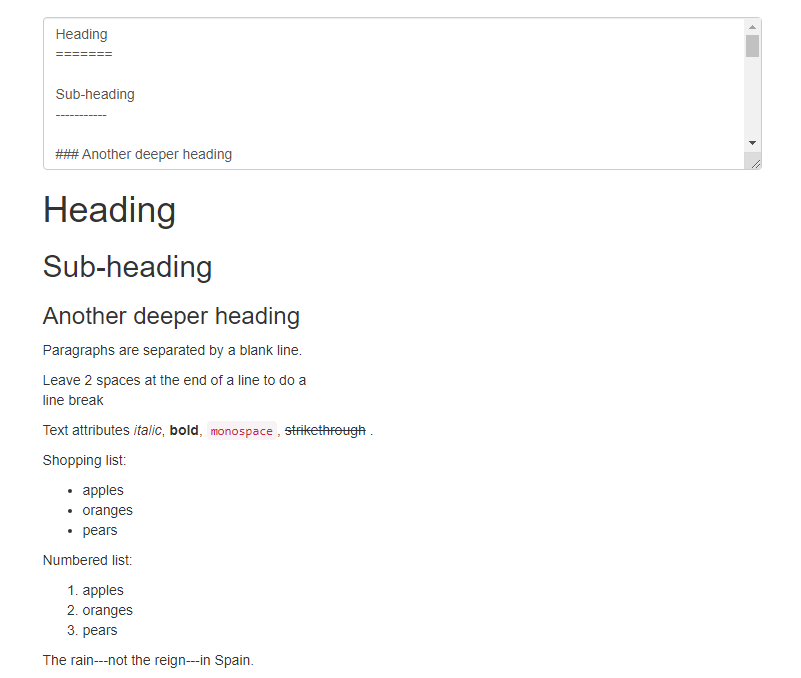 Heading
=======
Sub-heading
-----------
### Another deeper heading
Heading
Sub-heading
Another deeper heading
Paragraphs are separated by a blank line.
Leave 2 spaces at the end of a line to do a
line break
Text attributes italic, bold, monospace, strikethrough .
Shopping list:
• apples
• oranges
• pears
Numbered list:
1. apples
2. oranges
3. pears
The rain---not the reign---in Spain.